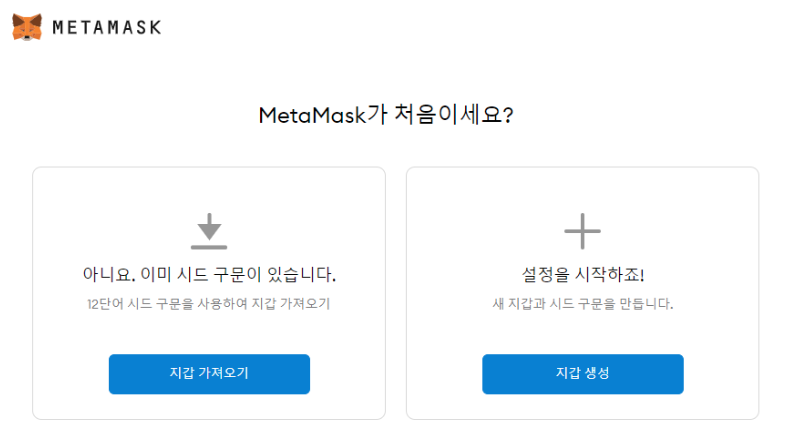 METAMASK
MetaMask가 처음이세요?
아니요. 이미 시드 구문이 있습니다.
12단어 시드 구문을 사용하여 지갑 가져오기
지갑 가져오기
설정을 시작하죠!
새 지갑과 시드 구문을 만듭니다.
지갑 생성